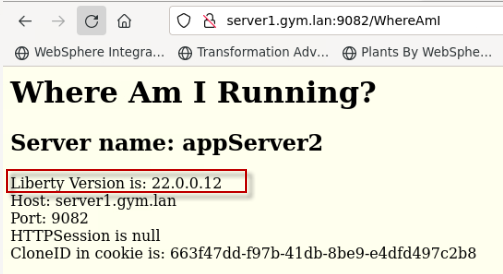 server1.gym.lan:9082/WhereAmI
WebSphere Integra... Transformation Adv... Plants By WebSphe...
Where Am I Running?
Server name: appServer2
Liberty Version is: 22.0.0.12
Host: server1.gym.lan
Port: 9082
HTTPSession is null
CloneID in cookie is: 663f47dd-f97b-41db-8be9-e4dfd497c2b8